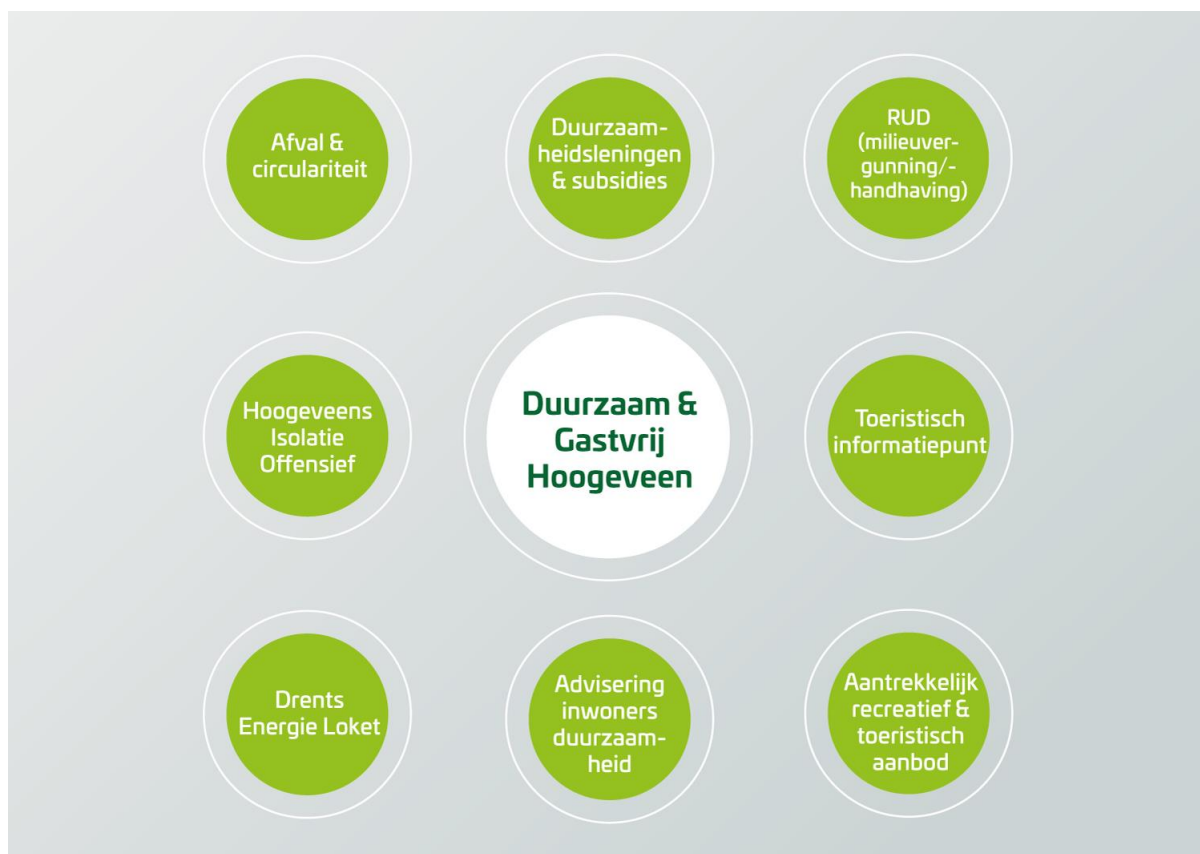 Afval &
circulariteit
Duurzaam-
heidsleningen
& subsidies
RUD
(milieuver-
gunning/-
handhaving)
Hoogeveens
Isolatie
Offensief
Duurzaam &
Gastvrij
Hoogeveen
Toeristisch
informatiepunt
Drents
Energie Loket
Advisering
inwoners
duurzaam-
heid
Aantrekkelijk
recreatief &
toeristisch
aanbod